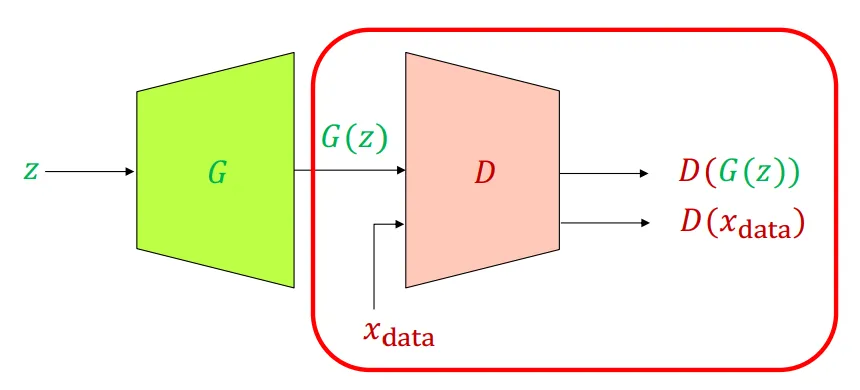 z
G
G(z)
D
D(G(z))
D(x_data)
x_data